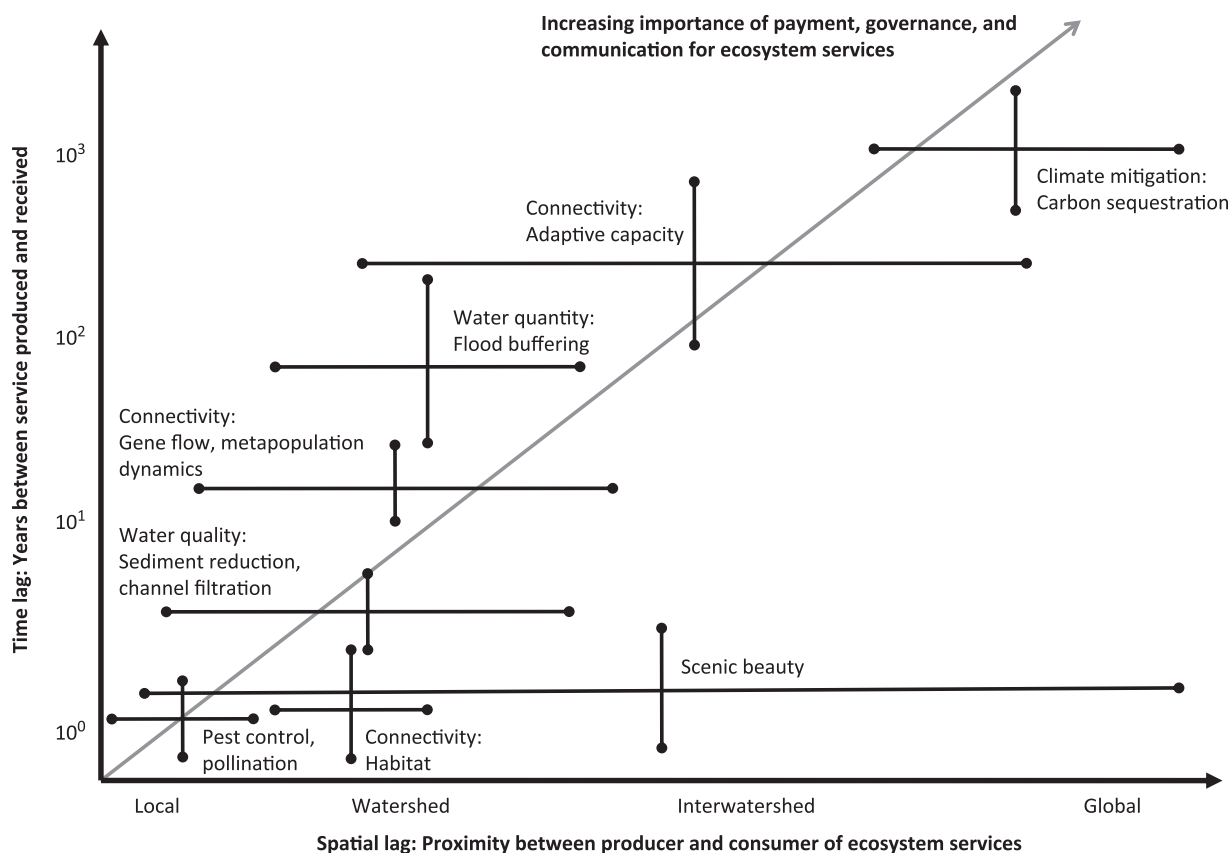 Increasing importance of payment, governance, and
communication for ecosystem services
Time lag: Years between service produced and received
10³
10²
10¹
10⁰
Climate mitigation:
Carbon sequestration
Connectivity:
Adaptive capacity
Water quantity:
Flood buffering
Connectivity:
Gene flow, metapopulation
dynamics
Water quality:
Sediment reduction,
channel filtration
Scenic beauty
Pest control,
pollination
Connectivity:
Habitat
Local
Watershed
Interwatershed
Global
Spatial lag: Proximity between producer and consumer of ecosystem services